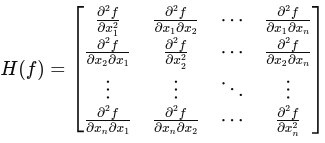 H(f) = \begin{bmatrix} \frac{\partial^2 f}{\partial x_1^2} & \frac{\partial^2 f}{\partial x_1 \partial x_2} & \cdots & \frac{\partial^2 f}{\partial x_1 \partial x_n} \\
\frac{\partial^2 f}{\partial x_2 \partial x_1} & \frac{\partial^2 f}{\partial x_2^2} & \cdots & \frac{\partial^2 f}{\partial x_2 \partial x_n} \\
\vdots & \vdots & \ddots & \vdots \\
\frac{\partial^2 f}{\partial x_n \partial x_1} & \frac{\partial^2 f}{\partial x_n \partial x_2} & \cdots & \frac{\partial^2 f}{\partial x_n^2} \end{bmatrix}